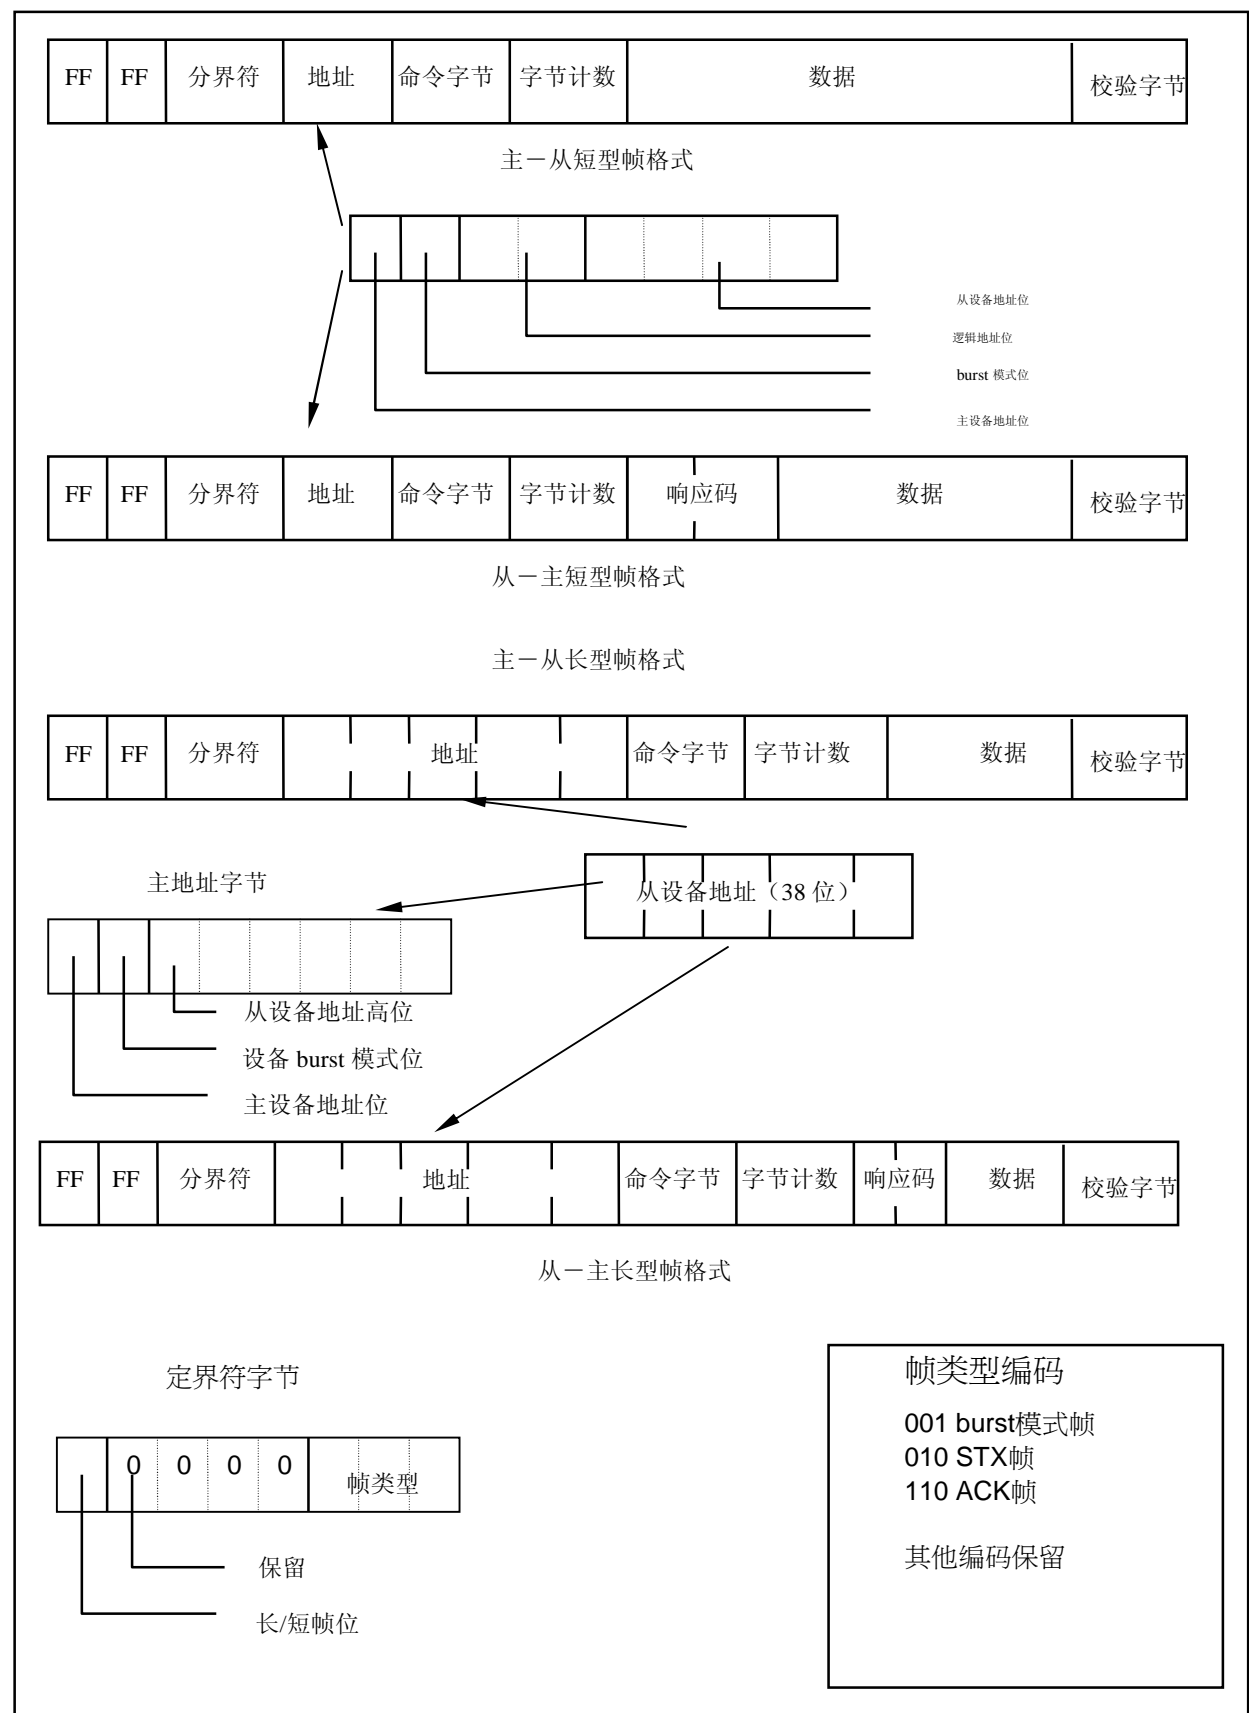 FF FF 分界符 地址 命令字节 字节计数 数据 校验字节
主－从短型帧格式
从设备地址位
逻辑地址位
burst 模式位
主设备地址位
FF FF 分界符 地址 命令字节 字节计数 响应码 数据 校验字节
从－主短型帧格式
主－从长型帧格式
FF FF 分界符 地址 命令字节 字节计数 数据 校验字节
主地址字节
从设备地址（38 位）
从设备地址高位
设备 burst 模式位
主设备地址位
FF FF 分界符 地址 命令字节 字节计数 响应码 数据 校验字节
从－主长型帧格式
定界符字节
0 0 0 0 帧类型
保留
长/短帧位
帧类型编码
001 burst模式帧
010 STX帧
110 ACK帧
其他编码保留